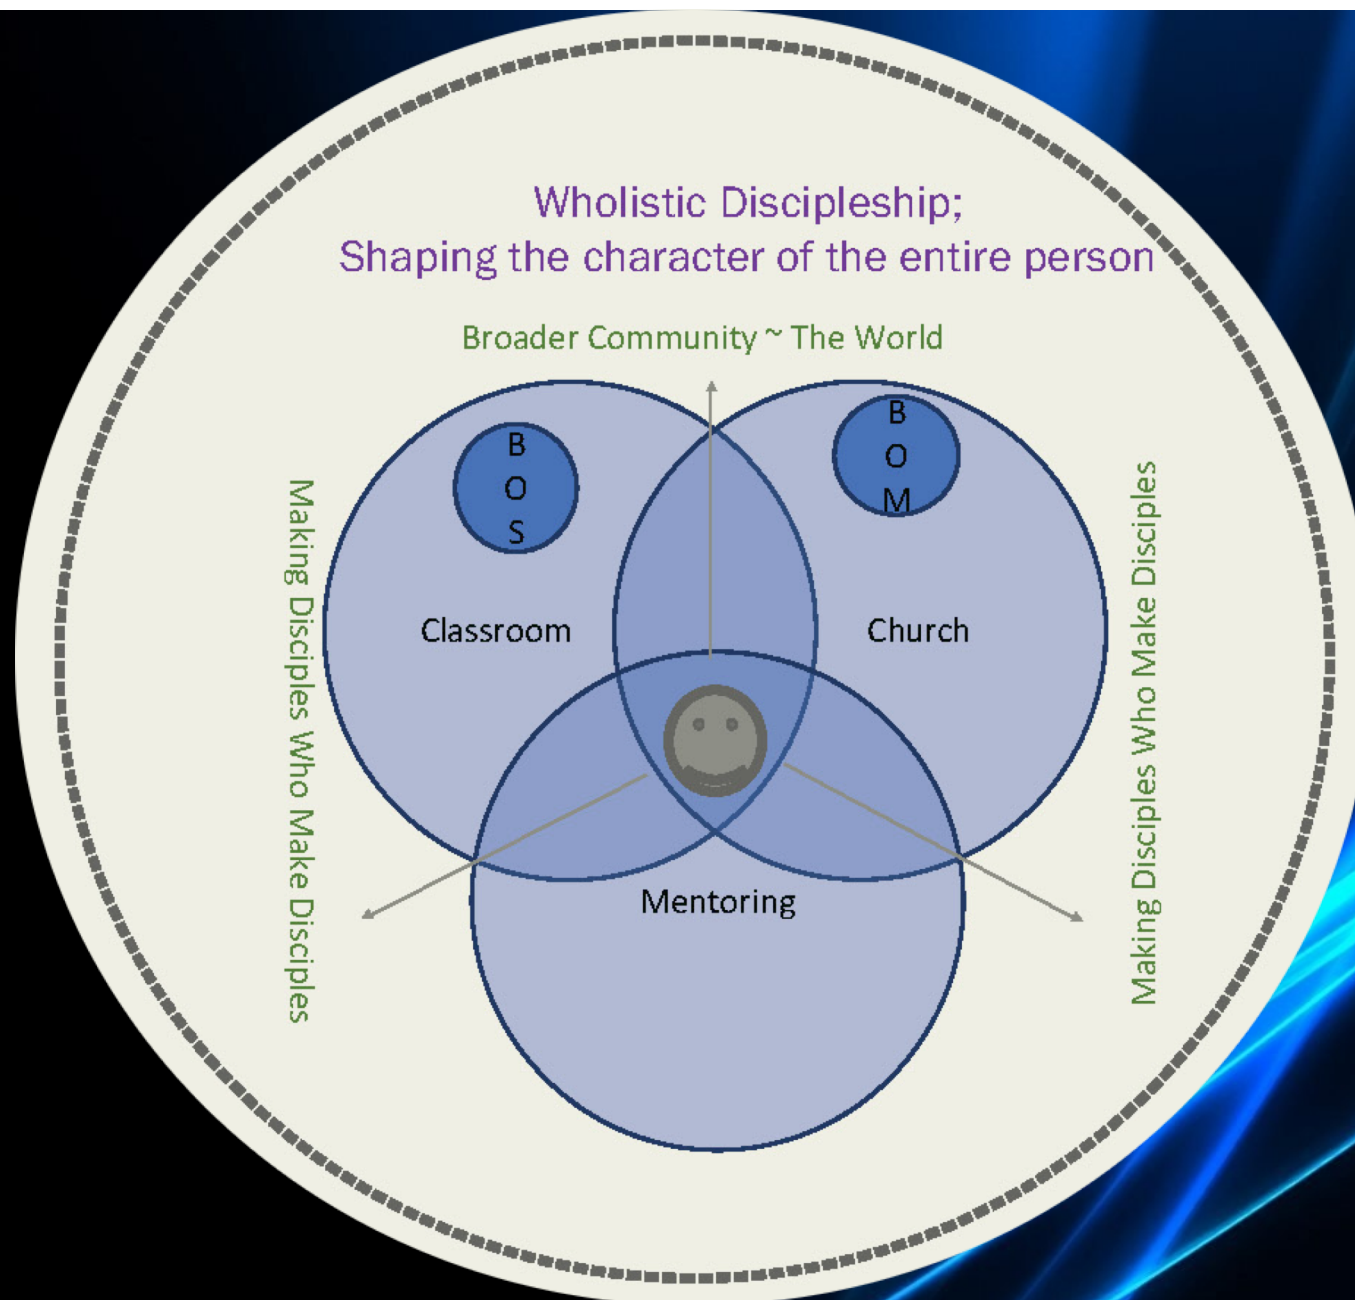 Wholistic Discipleship;
Shaping the character of the entire person
Broader Community ~ The World
B
O
S
B
O
M
Making Disciples Who Make Disciples
Classroom
Church
Making Disciples Who Make Disciples
Mentoring